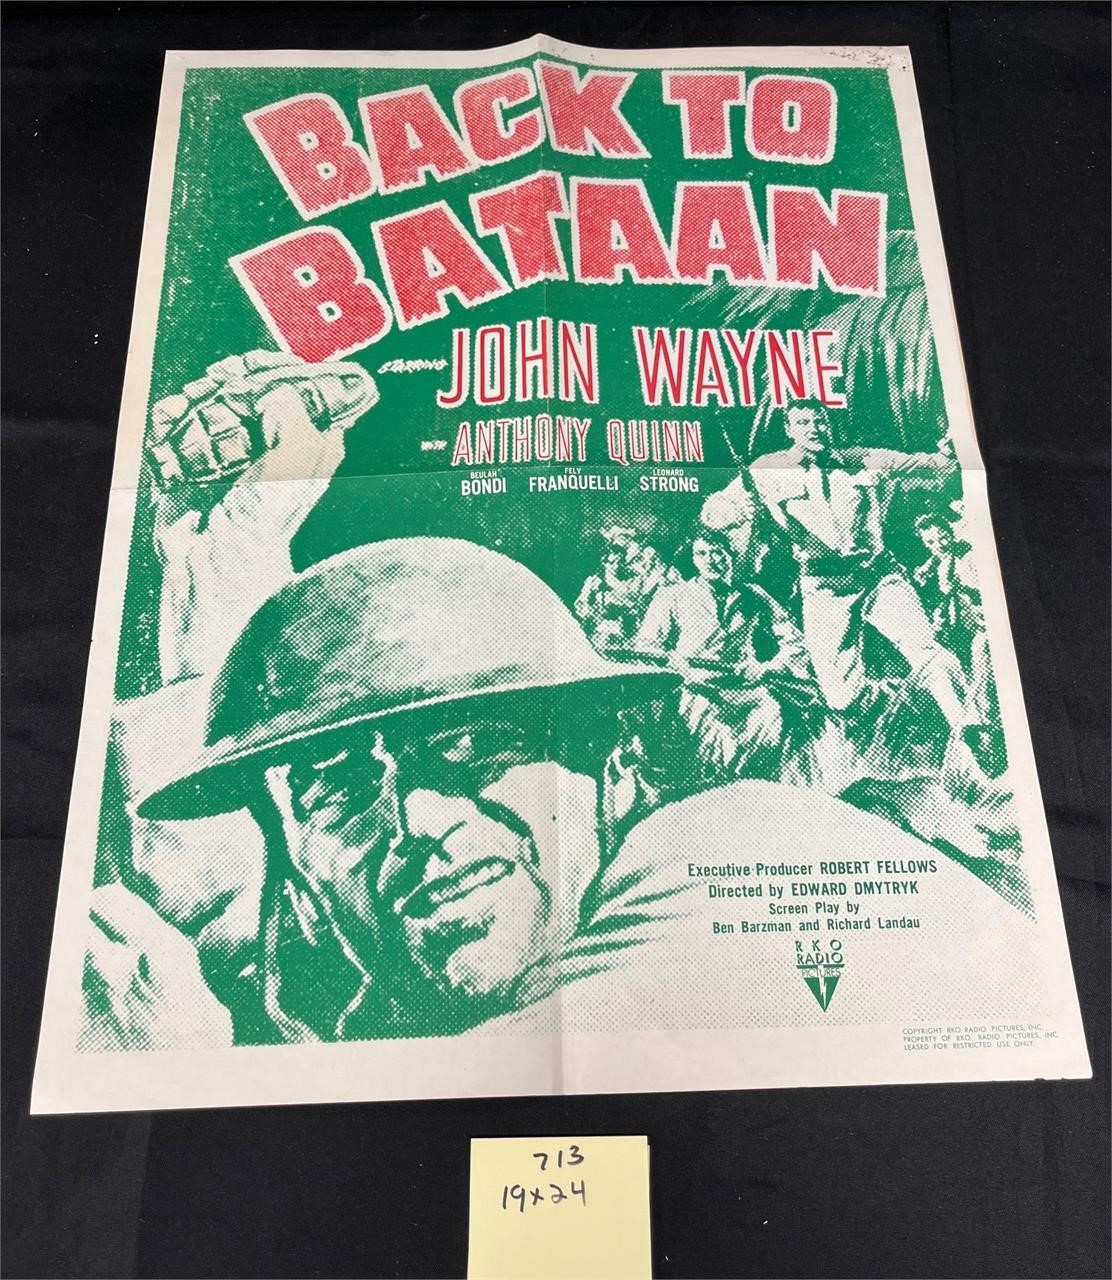 BACK TO
BATAAN
STARRING JOHN WAYNE
WITH ANTHONY QUINN
BEULAH BONDI FELY FRANQUELLI LEONARD STRONG
Executive Producer ROBERT FELLOWS
Directed by EDWARD DMYTRYK
Screen Play by
Ben Barzman and Richard Landau
RKO
RADIO
PICTURES
COPYRIGHT RKO RADIO PICTURES, INC.
PROPERTY OF RKO RADIO PICTURES, INC.
LEASED FOR RESTRICTED USE ONLY.
713
19x24